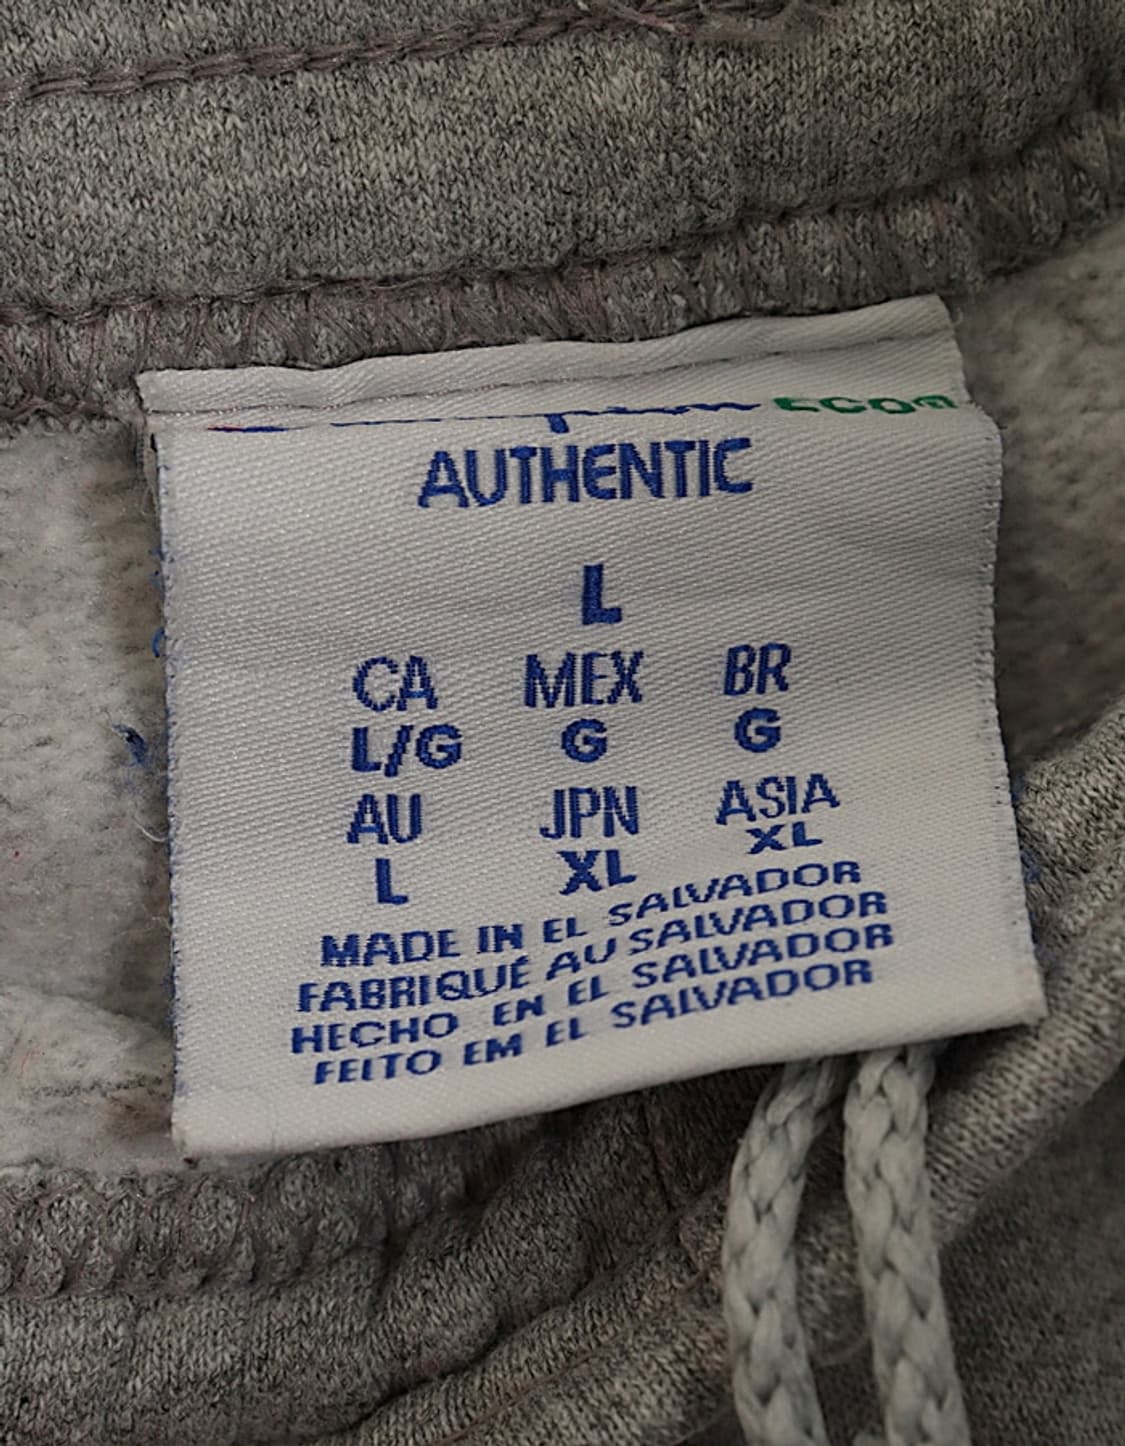 AUTHENTIC
L
CA MEX BR
L/G G G
AU JPN ASIA
L XL XL
MADE IN EL SALVADOR
FABRIQUÉ AU SALVADOR
HECHO EN EL SALVADOR
FEITO EM EL SALVADOR